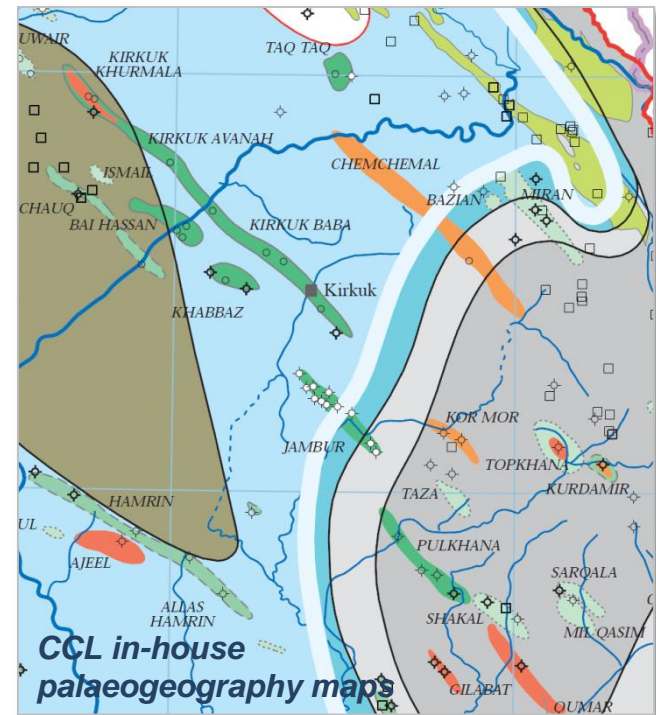 UWAIR
TAQ TAQ
KIRKUK
KHURMALA
KIRKUK AVANAH
CHEMCHEMAL
ISMAIL
BAZIAN
MIRAN
CHAUQ
BAI HASSAN
KIRKUK BABA
Kirkuk
KHABBAZ
KOR MOR
JAMBUR
TOPKHANA
TAZA
KURDAMIR
HAMRIN
UL
PULKHANA
AJEEL
SARQALA
ALLAS
HAMRIN
SHAKAL
MIL QASIM
CCL in-house
palaeogeography maps
GILABAT
QUMAR